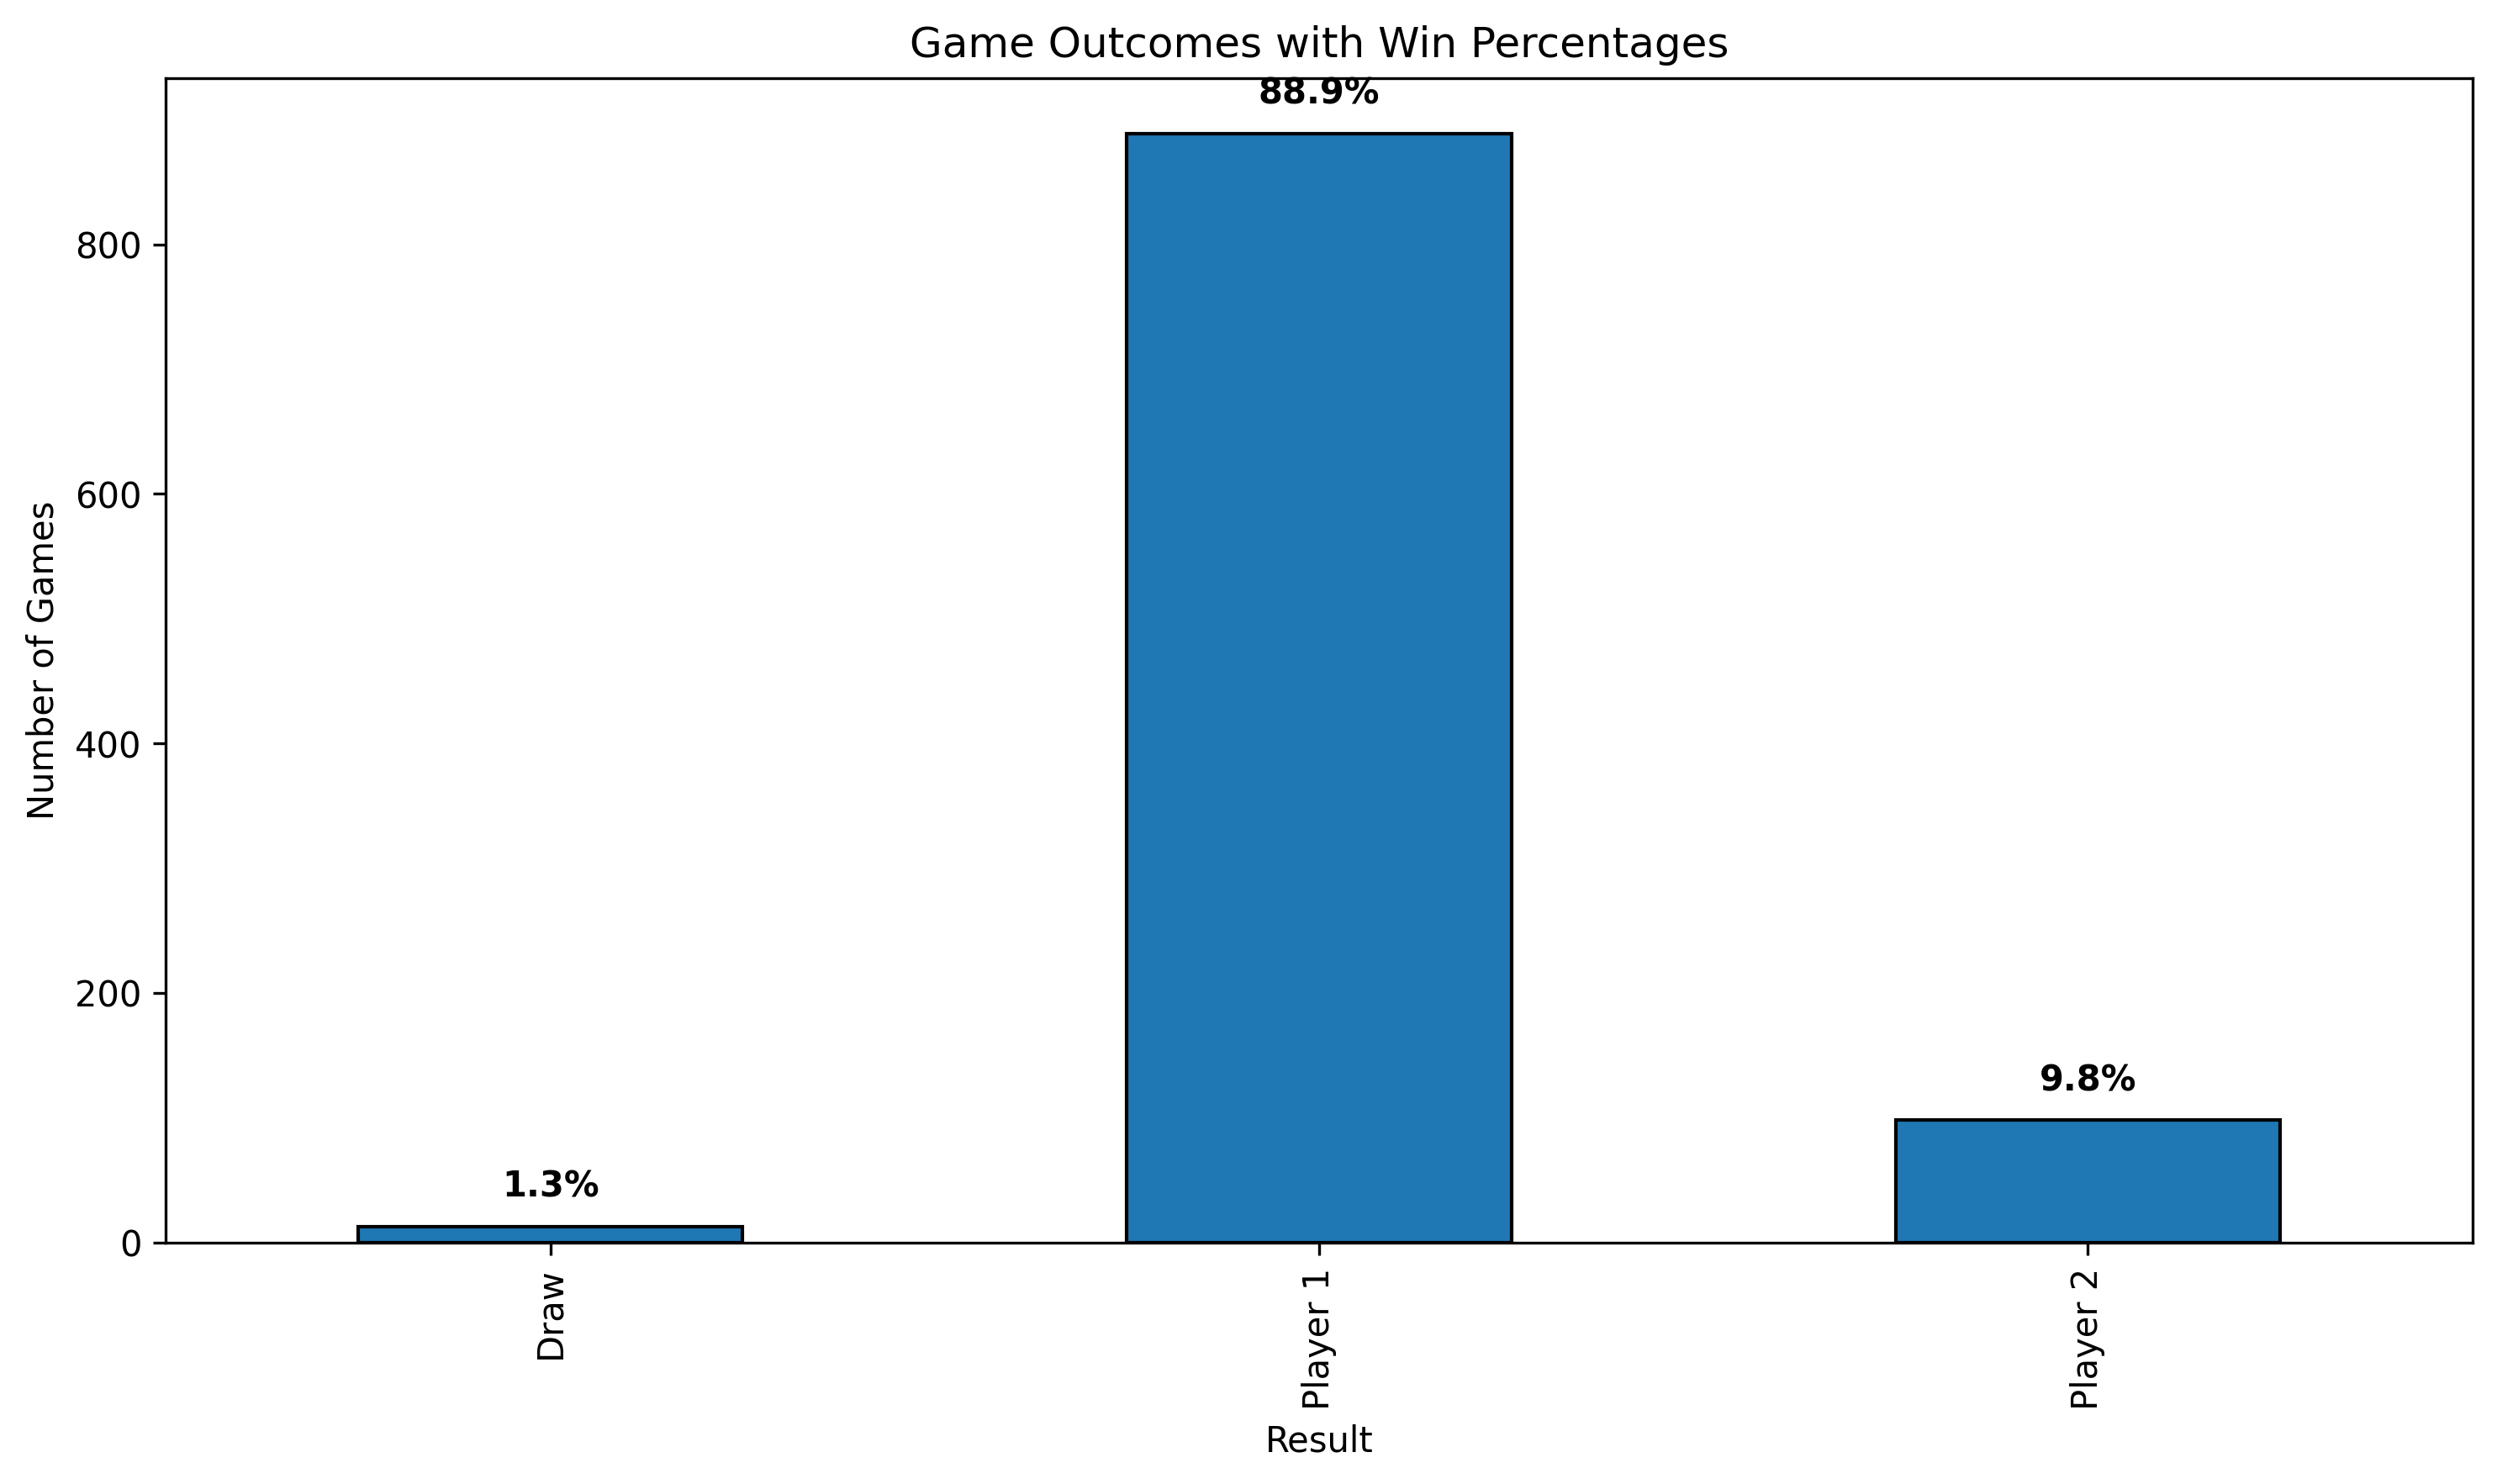 Game Outcomes with Win Percentages
88.9%
800
600
400
200
0
Number of Games
1.3%
9.8%
Draw
Player 1
Player 2
Result